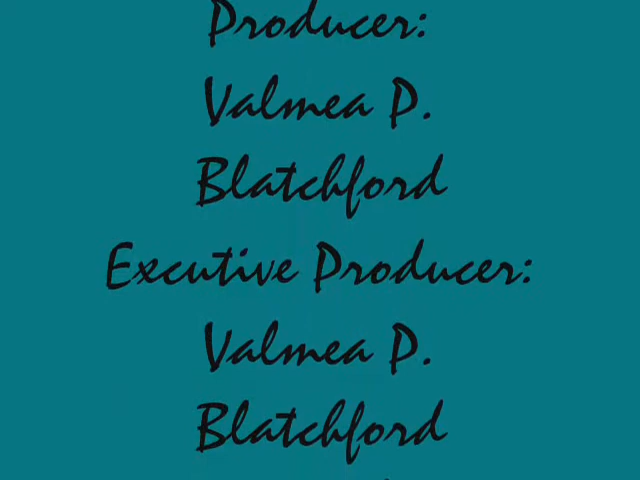 Producer:
Valmea P.
Blatchford
Excutive Producer:
Valmea P.
Blatchford